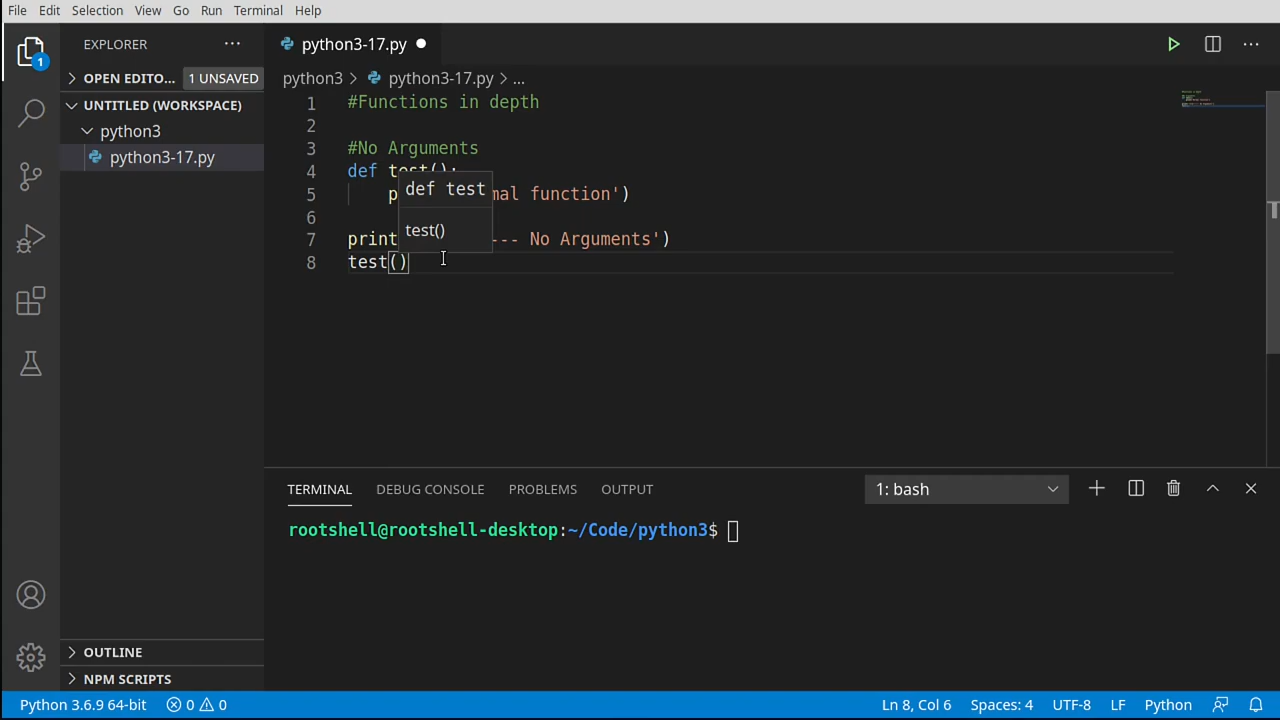 File Edit Selection View Go Run Terminal Help
EXPLORER ...
python3-17.py
1
OPEN EDITO... 1 UNSAVED
python3 > python3-17.py > ...
UNTITLED (WORKSPACE)
python3
python3-17.py
1 #Functions in depth
2
3 #No Arguments
4 def test():
5 p mal function')
6
7 print --- No Arguments')
8 test()
def test
test()
TERMINAL DEBUG CONSOLE PROBLEMS OUTPUT 1: bash
rootshell@rootshell-desktop:~/Code/python3$
OUTLINE
NPM SCRIPTS
Python 3.6.9 64-bit 0 0 Ln 8, Col 6 Spaces: 4 UTF-8 LF Python